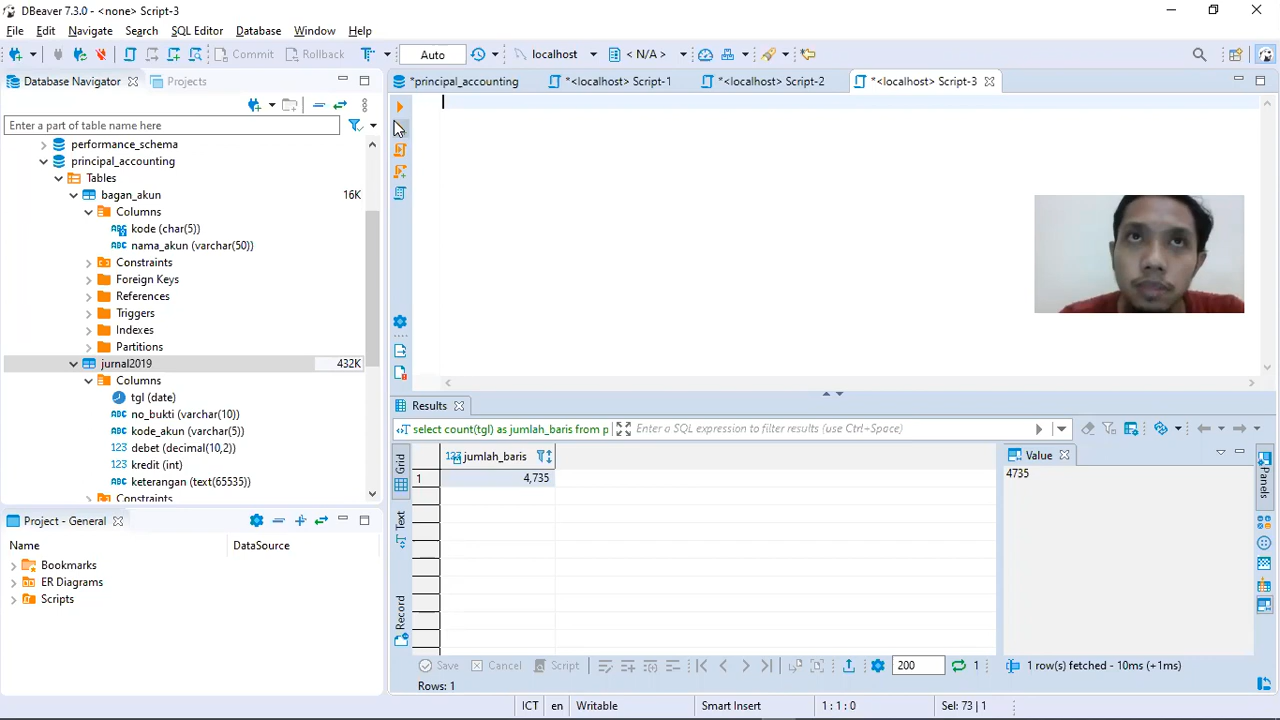 DBeaver 7.3.0 - <none> Script-3
File Edit Navigate Search SQL Editor Database Window Help
Commit Rollback Auto localhost < N/A >
Database Navigator Projects
*principal_accounting *<localhost> Script-1 *<localhost> Script-2 *<localhost> Script-3
Enter a part of table name here
performance_schema
principal_accounting
Tables
bagan_akun 16K
Columns
kode (char(5))
nama_akun (varchar(50))
Constraints
Foreign Keys
References
Triggers
Indexes
Partitions
jurnal2019 432K
Columns
tgl (date)
no_bukti (varchar(10))
kode_akun (varchar(5))
debet (decimal(10,2))
kredit (int)
keterangan (text(65535))
Constraints
Project - General
Name DataSource
Bookmarks
ER Diagrams
Scripts
Results
select count(tgl) as jumlah_baris from p Enter a SQL expression to filter results (use Ctrl+Space)
Grid
Text
Record
123 jumlah_baris
1 4,735
Value
4735
Panels
Save Cancel Script 200 1 1 row(s) fetched - 10ms (+1ms)
Rows: 1
ICT en Writable Smart Insert 1 : 1 : 0 Sel: 73 | 1